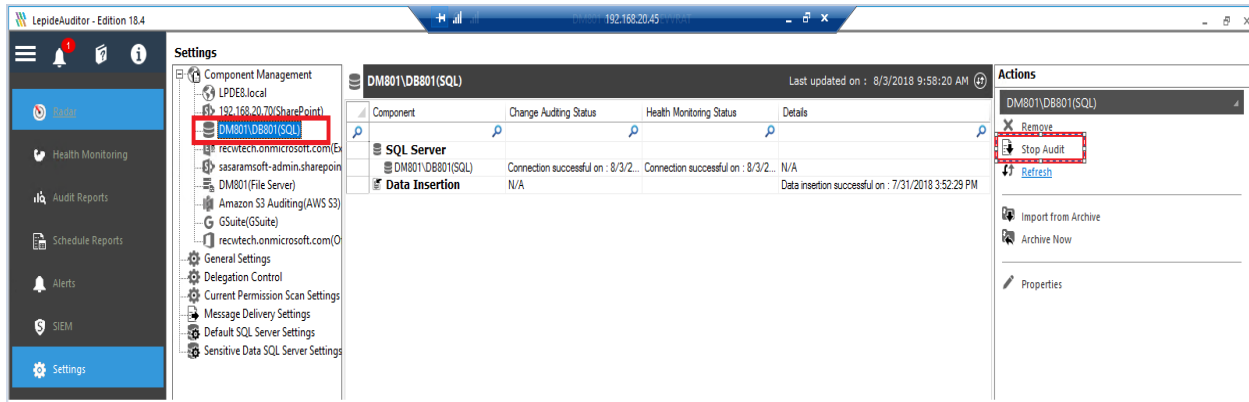 LepideAuditor - Edition 18.4
192.168.20.45
1
Settings
Radar
Health Monitoring
Audit Reports
Schedule Reports
Alerts
SIEM
Settings
Component Management
LPDE8.local
192.168.20.70(SharePoint)
DM801\DB801(SQL)
recwtech.onmicrosoft.com(Ex
sasaramsoft-admin.sharepoin
DM801(File Server)
Amazon S3 Auditing(AWS S3)
GSuite(GSuite)
recwtech.onmicrosoft.com(O
General Settings
Delegation Control
Current Permission Scan Settings
Message Delivery Settings
Default SQL Server Settings
Sensitive Data SQL Server Settings
DM801\DB801(SQL) Last updated on : 8/3/2018 9:58:20 AM
Component Change Auditing Status Health Monitoring Status Details
SQL Server
DM801\DB801(SQL) Connection successful on : 8/3/2... Connection successful on : 8/3/2... N/A
Data Insertion N/A Data insertion successful on : 7/31/2018 3:52:29 PM
Actions
DM801\DB801(SQL)
Remove
Stop Audit
Refresh
Import from Archive
Archive Now
Properties